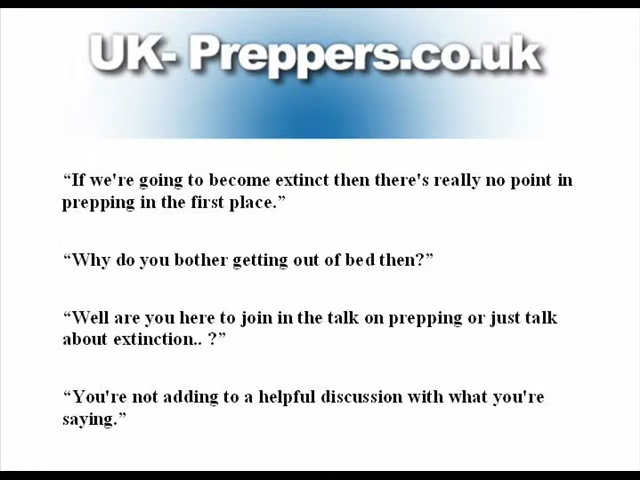 UK- Preppers.co.uk
“If we're going to become extinct then there's really no point in
prepping in the first place.”
“Why do you bother getting out of bed then?”
“Well are you here to join in the talk on prepping or just talk
about extinction.. ?”
“You're not adding to a helpful discussion with what you're
saying.”